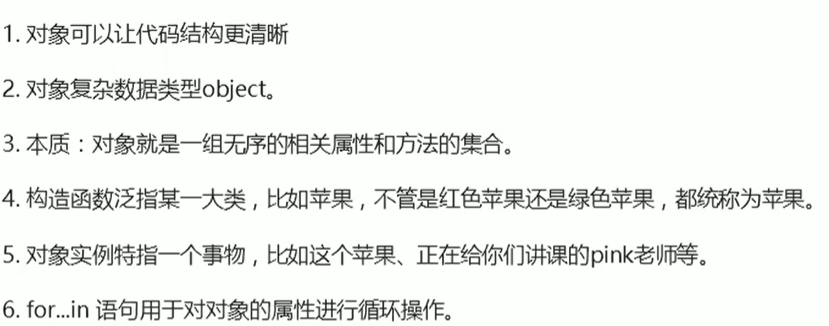 1. 对象可以让代码结构更清晰
2. 对象复杂数据类型object。
3. 本质：对象就是一组无序的相关属性和方法的集合。
4. 构造函数泛指某一大类，比如苹果，不管是红色苹果还是绿色苹果，都统称为苹果。
5. 对象实例特指一个事物，比如这个苹果、正在给你们讲课的pink老师等。
6. for...in 语句用于对对象的属性进行循环操作。